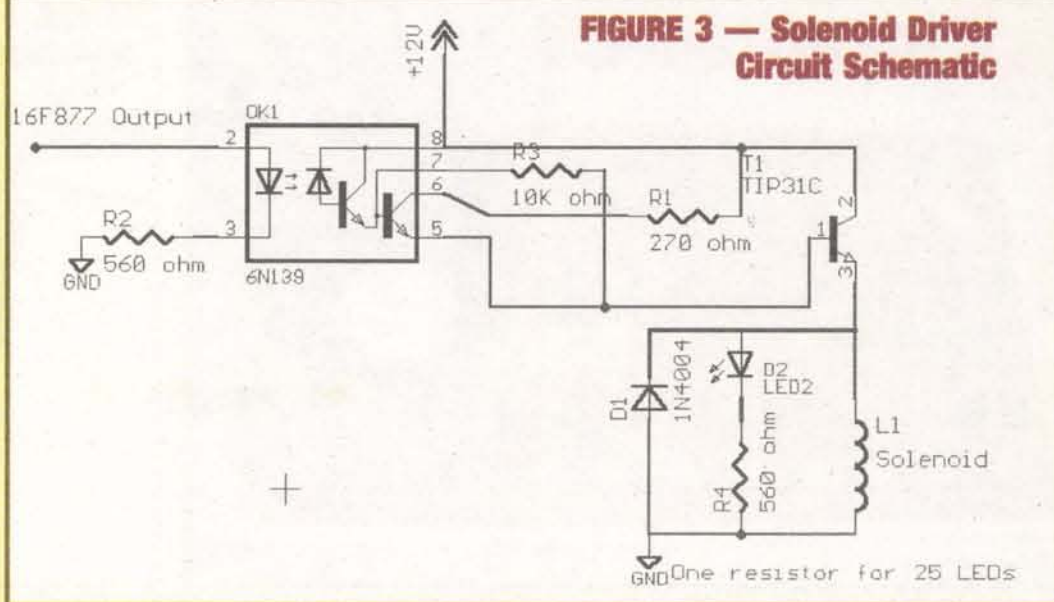 FIGURE 3 — Solenoid Driver
Circuit Schematic
+12V
16F877 Output
OK1
2
8
7
6
3
5
R2
560 ohm
GND
6N139
R3
10K ohm
R1
270 ohm
T1
TIP31C
2
1
3
D1
1N4004
D2
LED2
R4
560 ohm
L1
Solenoid
GND
One resistor for 25 LEDs